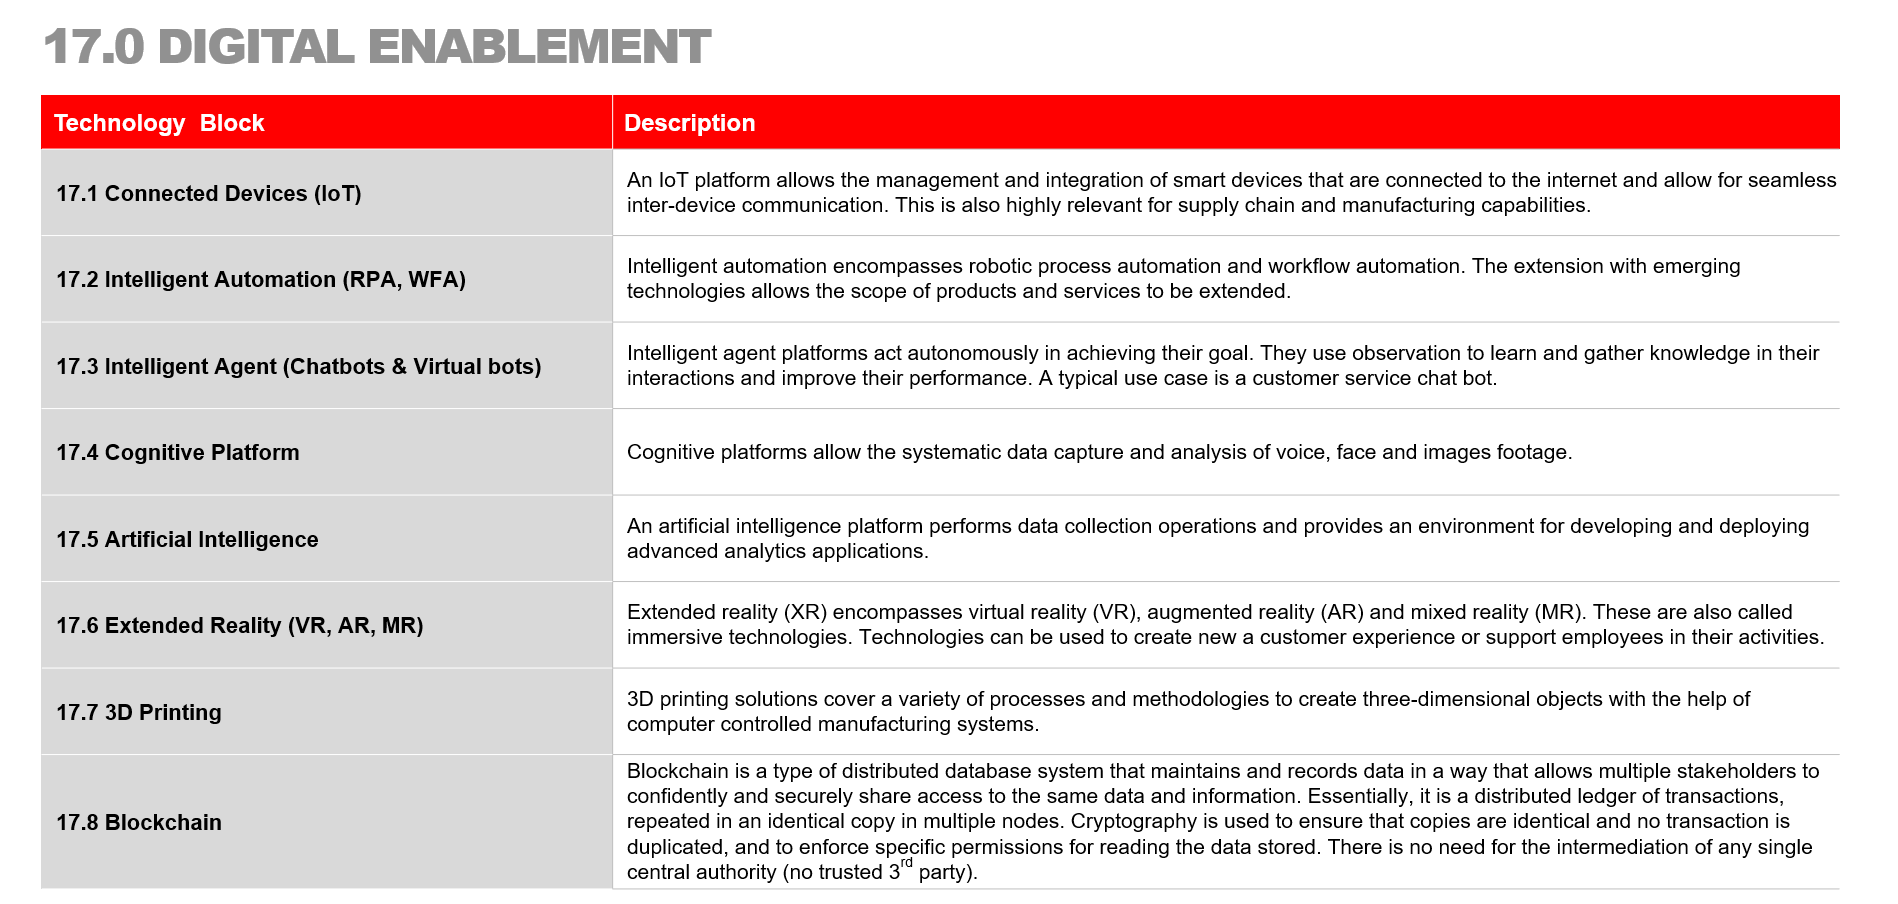 17.0 DIGITAL ENABLEMENT
Technology Block
Description
17.1 Connected Devices (IoT)
An IoT platform allows the management and integration of smart devices that are connected to the internet and allow for seamless
inter-device communication. This is also highly relevant for supply chain and manufacturing capabilities.
17.2 Intelligent Automation (RPA, WFA)
Intelligent automation encompasses robotic process automation and workflow automation. The extension with emerging
technologies allows the scope of products and services to be extended.
17.3 Intelligent Agent (Chatbots & Virtual bots)
Intelligent agent platforms act autonomously in achieving their goal. They use observation to learn and gather knowledge in their
interactions and improve their performance. A typical use case is a customer service chat bot.
17.4 Cognitive Platform
Cognitive platforms allow the systematic data capture and analysis of voice, face and images footage.
17.5 Artificial Intelligence
An artificial intelligence platform performs data collection operations and provides an environment for developing and deploying
advanced analytics applications.
17.6 Extended Reality (VR, AR, MR)
Extended reality (XR) encompasses virtual reality (VR), augmented reality (AR) and mixed reality (MR). These are also called
immersive technologies. Technologies can be used to create new a customer experience or support employees in their activities.
17.7 3D Printing
3D printing solutions cover a variety of processes and methodologies to create three-dimensional objects with the help of
computer controlled manufacturing systems.
17.8 Blockchain
Blockchain is a type of distributed database system that maintains and records data in a way that allows multiple stakeholders to
confidently and securely share access to the same data and information. Essentially, it is a distributed ledger of transactions,
repeated in an identical copy in multiple nodes. Cryptography is used to ensure that copies are identical and no transaction is
duplicated, and to enforce specific permissions for reading the data stored. There is no need for the intermediation of any single
central authority (no trusted 3rd party).